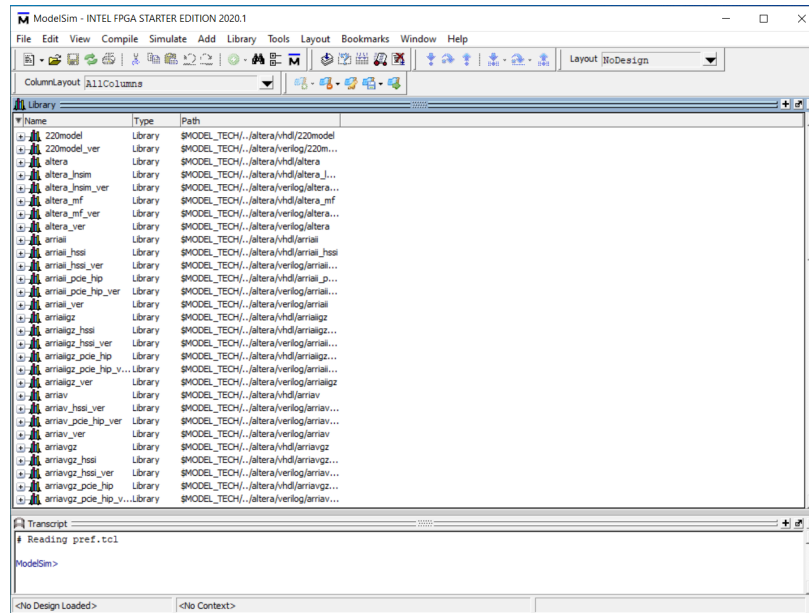 ModelSim - INTEL FPGA STARTER EDITION 2020.1
File Edit View Compile Simulate Add Library Tools Layout Bookmarks Window Help
Layout NoDesign
ColumnLayout AllColumns
Library
Name Type Path
220model Library $MODEL_TECH/../altera/vhdl/220model
220model_ver Library $MODEL_TECH/../altera/verilog/220m...
altera Library $MODEL_TECH/../altera/vhdl/altera
altera_lnsim Library $MODEL_TECH/../altera/vhdl/altera_l...
altera_lnsim_ver Library $MODEL_TECH/../altera/verilog/altera...
altera_mf Library $MODEL_TECH/../altera/vhdl/altera_mf
altera_mf_ver Library $MODEL_TECH/../altera/verilog/altera...
altera_ver Library $MODEL_TECH/../altera/verilog/altera
arriaii Library $MODEL_TECH/../altera/vhdl/arriaii
arriaii_hssi Library $MODEL_TECH/../altera/vhdl/arriaii_hssi
arriaii_hssi_ver Library $MODEL_TECH/../altera/verilog/arriaii...
arriaii_pcie_hip Library $MODEL_TECH/../altera/vhdl/arriaii_p...
arriaii_pcie_hip_ver Library $MODEL_TECH/../altera/verilog/arriaii...
arriaii_ver Library $MODEL_TECH/../altera/verilog/arriaii
arriaiigz Library $MODEL_TECH/../altera/vhdl/arriaiigz
arriaiigz_hssi Library $MODEL_TECH/../altera/vhdl/arriaiigz...
arriaiigz_hssi_ver Library $MODEL_TECH/../altera/verilog/arriaii...
arriaiigz_pcie_hip Library $MODEL_TECH/../altera/vhdl/arriaiigz...
arriaiigz_pcie_hip_v... Library $MODEL_TECH/../altera/verilog/arriaii...
arriaiigz_ver Library $MODEL_TECH/../altera/verilog/arriaiigz
arriav Library $MODEL_TECH/../altera/vhdl/arriav
arriav_hssi_ver Library $MODEL_TECH/../altera/verilog/arriav...
arriav_pcie_hip_ver Library $MODEL_TECH/../altera/verilog/arriav...
arriav_ver Library $MODEL_TECH/../altera/verilog/arriav
arriavgz Library $MODEL_TECH/../altera/vhdl/arriavgz
arriavgz_hssi Library $MODEL_TECH/../altera/vhdl/arriavgz...
arriavgz_hssi_ver Library $MODEL_TECH/../altera/verilog/arriav...
arriavgz_pcie_hip Library $MODEL_TECH/../altera/vhdl/arriavgz...
arriavgz_pcie_hip_v... Library $MODEL_TECH/../altera/verilog/arriav...
Transcript
# Reading pref.tcl
ModelSim>
<No Design Loaded> <No Context>